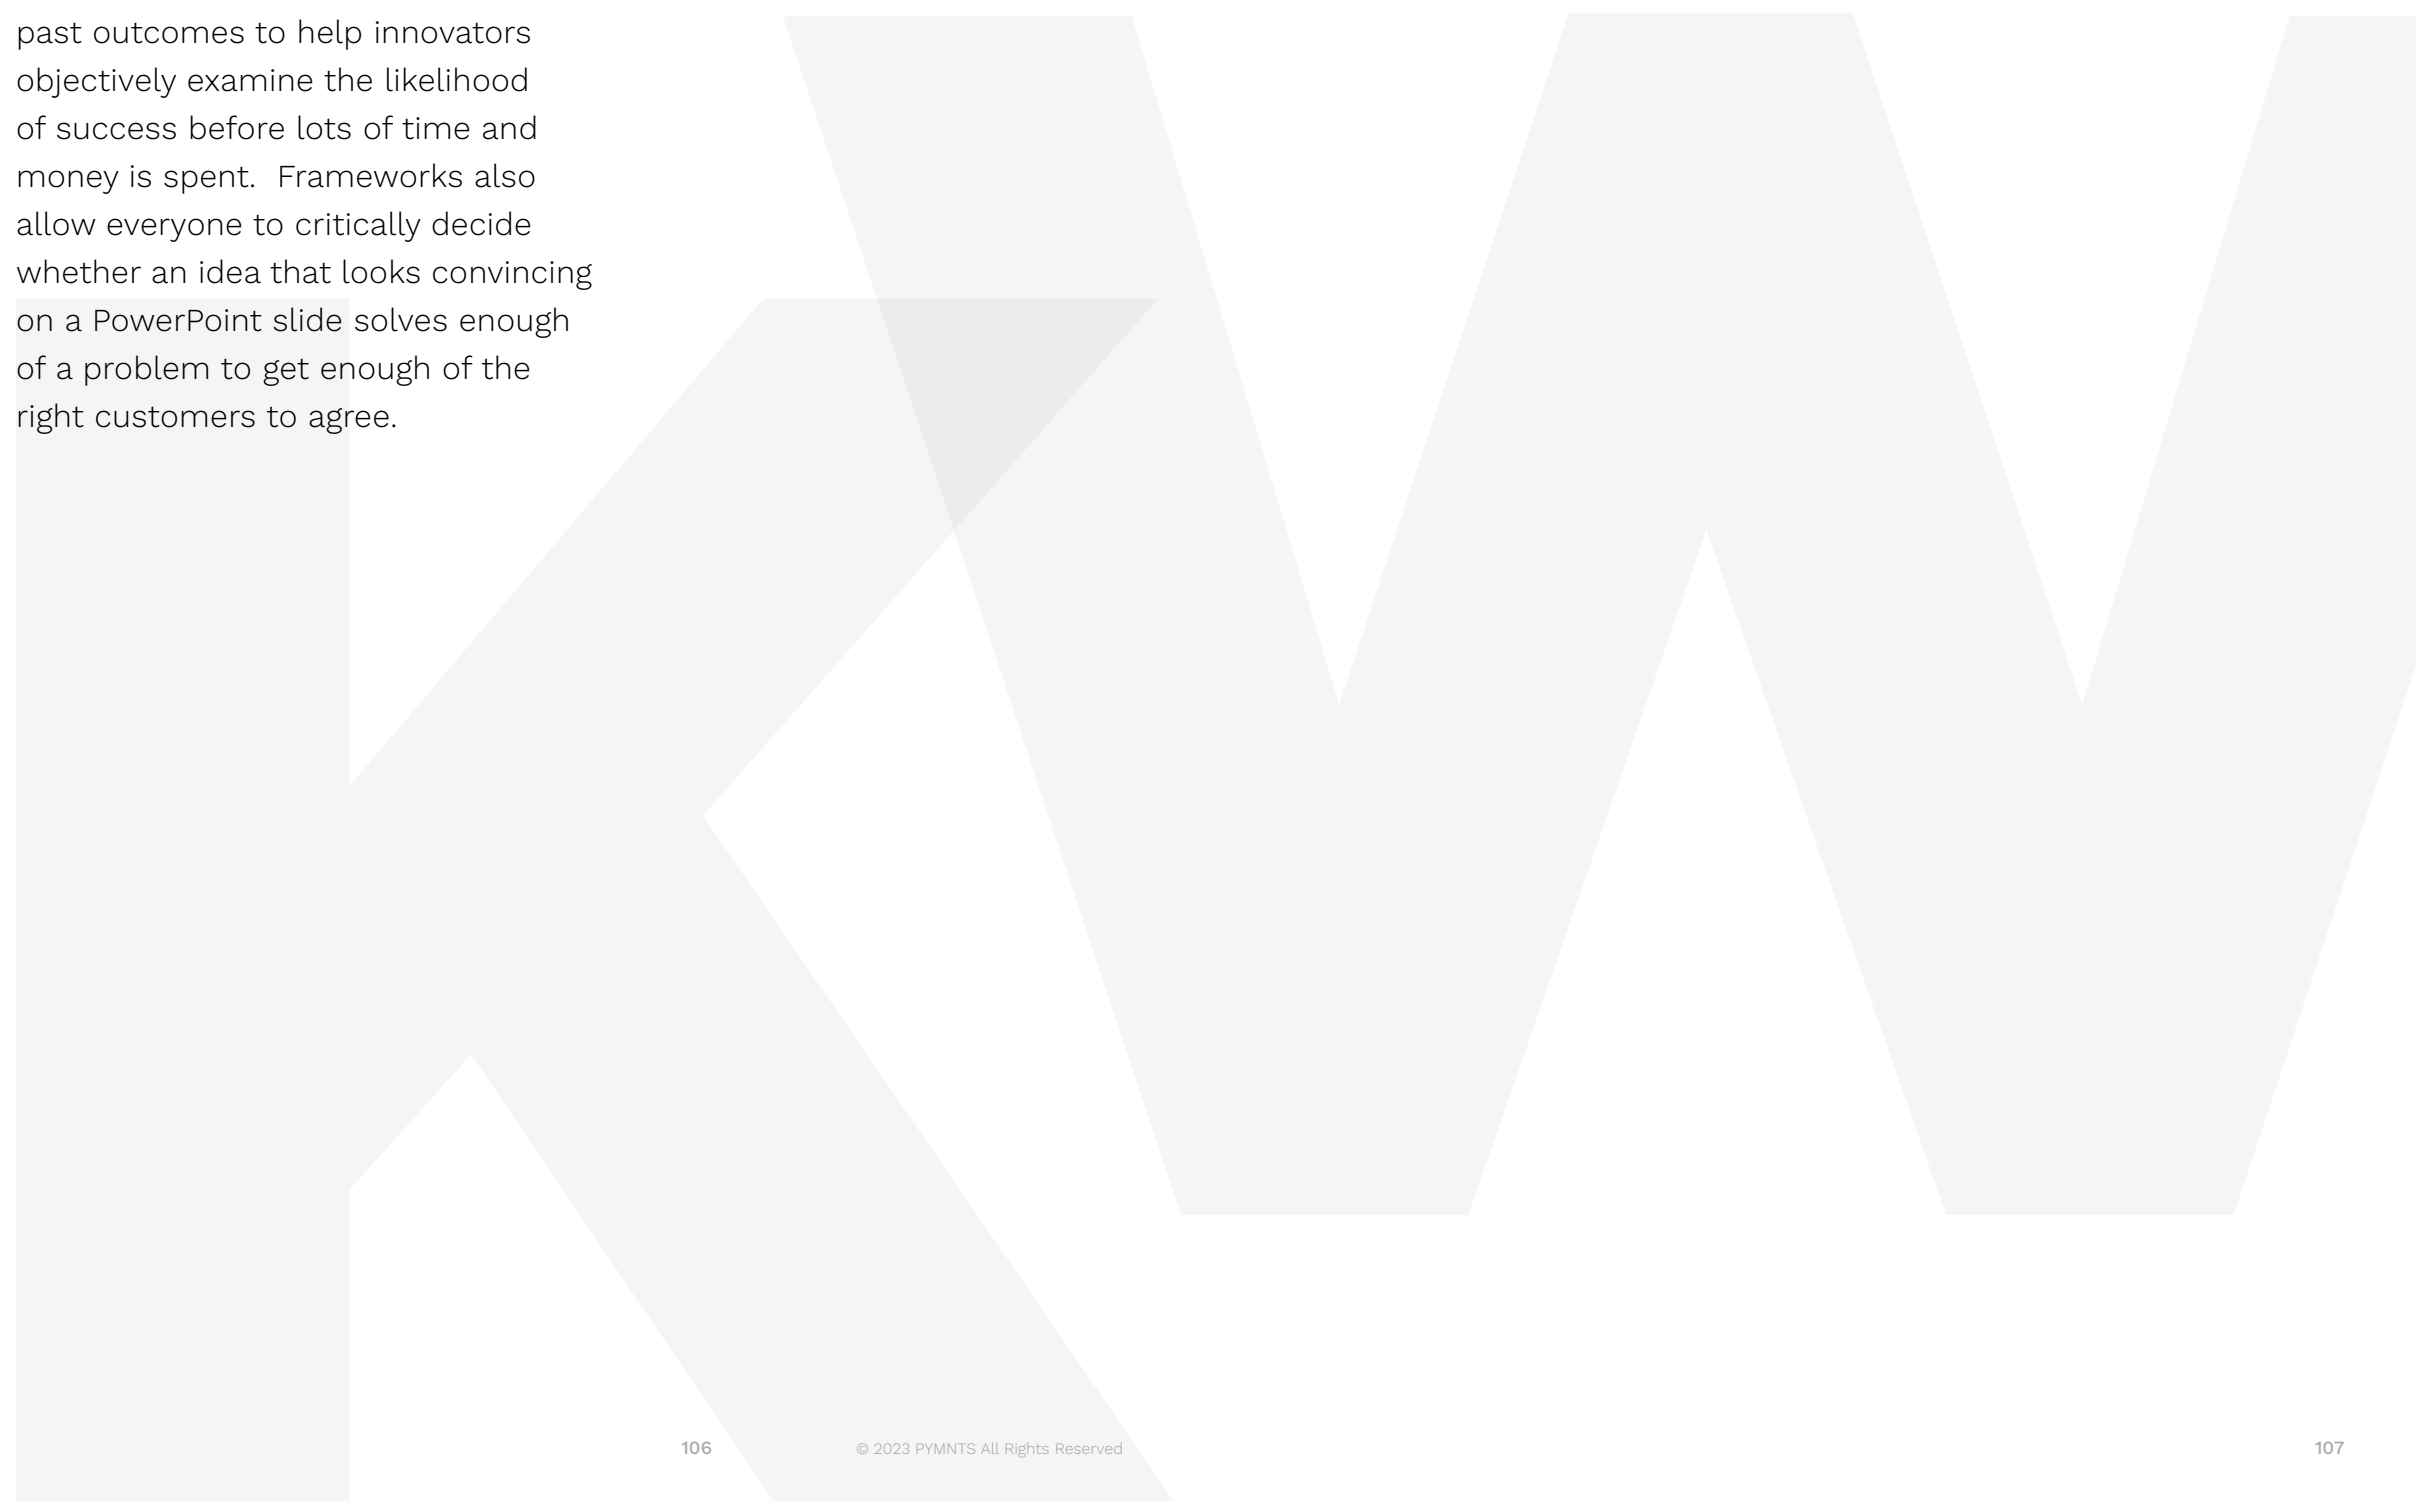 past outcomes to help innovators
objectively examine the likelihood
of success before lots of time and
money is spent.  Frameworks also
allow everyone to critically decide
whether an idea that looks convincing
on a PowerPoint slide solves enough
of a problem to get enough of the
right customers to agree.
KW
106
© 2023 PYMNTS All Rights Reserved
107